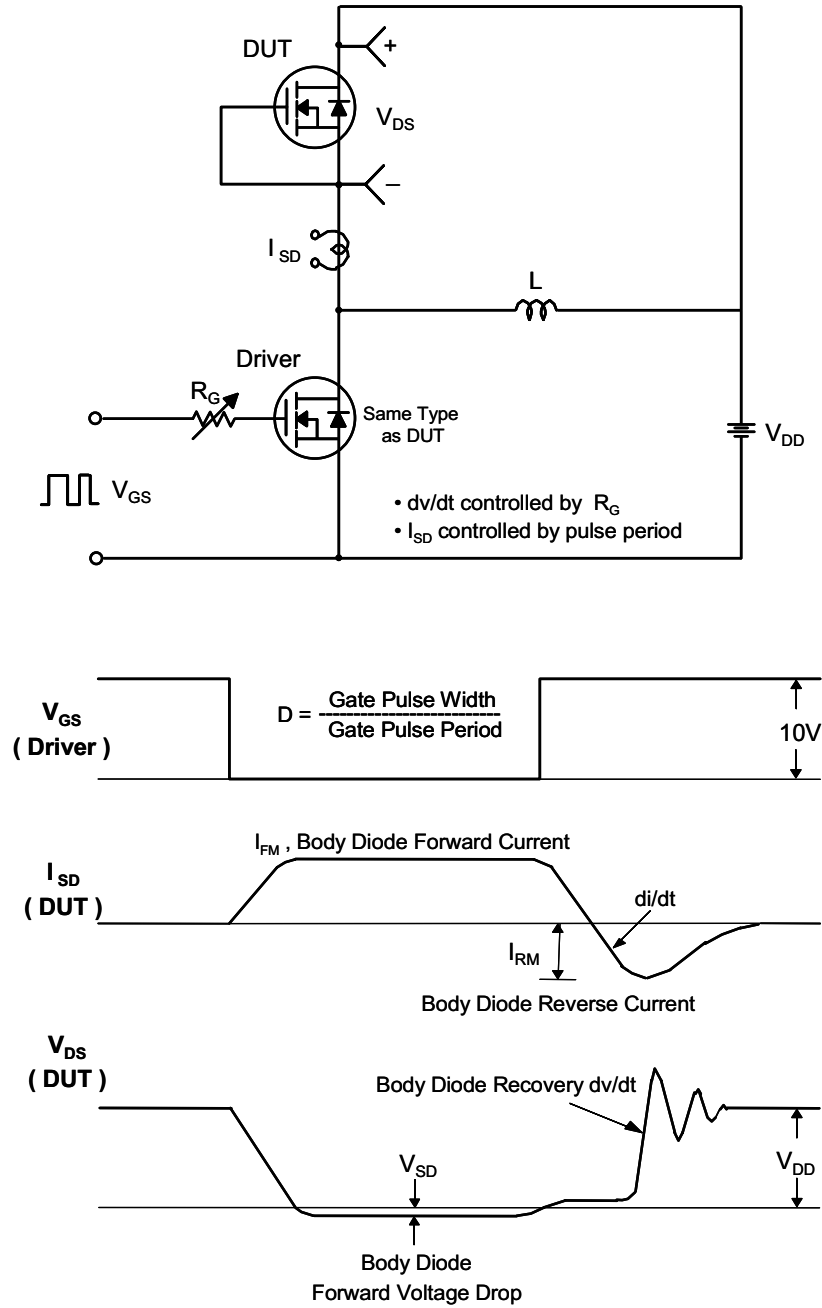 DUT
+
V_DS
–
I_SD
L
Driver
R_G
Same Type
as DUT
V_DD
V_GS
• dv/dt controlled by R_G
• I_SD controlled by pulse period
V_GS
( Driver )
D = Gate Pulse Width
Gate Pulse Period
10V
I_FM , Body Diode Forward Current
I_SD
( DUT )
di/dt
I_RM
Body Diode Reverse Current
V_DS
( DUT )
Body Diode Recovery dv/dt
V_SD
V_DD
Body Diode
Forward Voltage Drop